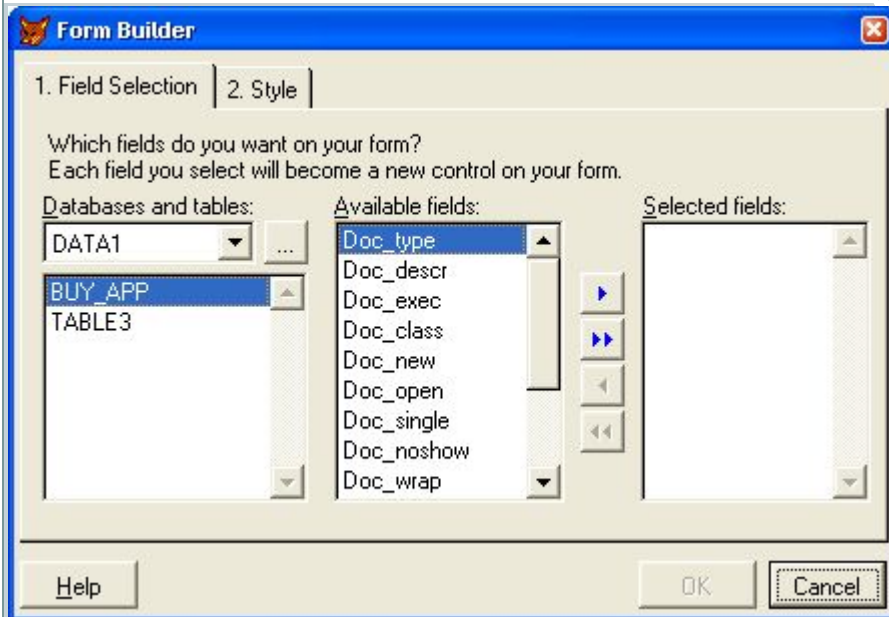 Form Builder
1. Field Selection
2. Style
Which fields do you want on your form?
Each field you select will become a new control on your form.
Databases and tables:
Available fields:
Selected fields:
DATA1
...
BUY_APP
TABLE3
Doc_type
Doc_descr
Doc_exec
Doc_class
Doc_new
Doc_open
Doc_single
Doc_noshow
Doc_wrap
Help
OK
Cancel